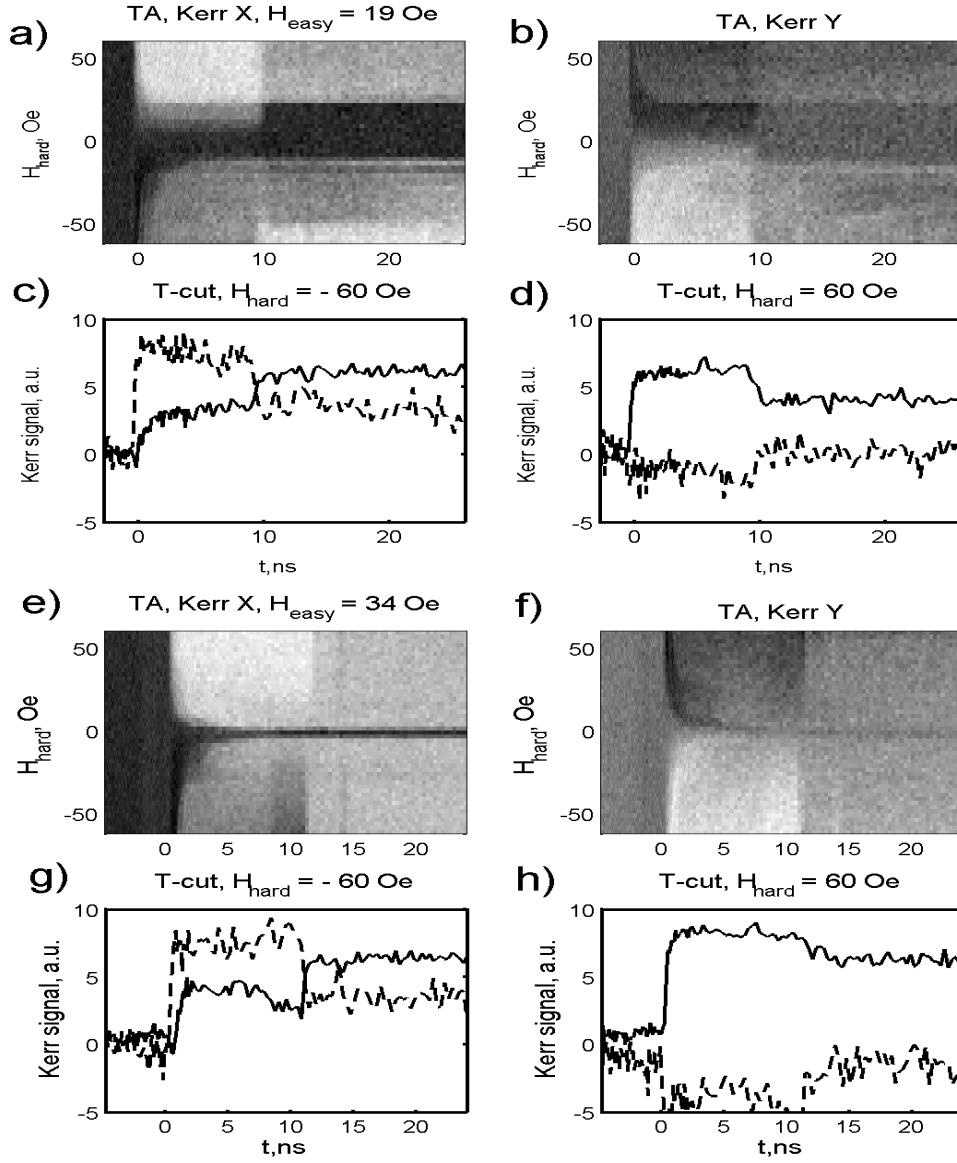 a) TA, Kerr X, H_easy = 19 Oe
b) TA, Kerr Y
H_hard, Oe
50
0
-50
0 10 20
H_hard, Oe
50
0
-50
0 10 20
c) T-cut, H_hard = - 60 Oe
d) T-cut, H_hard = 60 Oe
Kerr signal, a.u.
10
5
0
-5
0 10 20
t,ns
Kerr signal, a.u.
10
5
0
-5
0 10 20
t,ns
e) TA, Kerr X, H_easy = 34 Oe
f) TA, Kerr Y
H_hard, Oe
50
0
-50
0 5 10 15 20
H_hard, Oe
50
0
-50
0 5 10 15 20
g) T-cut, H_hard = - 60 Oe
h) T-cut, H_hard = 60 Oe
Kerr signal, a.u.
10
5
0
-5
0 5 10 15 20
t,ns
Kerr signal, a.u.
10
5
0
-5
0 5 10 15 20
t,ns